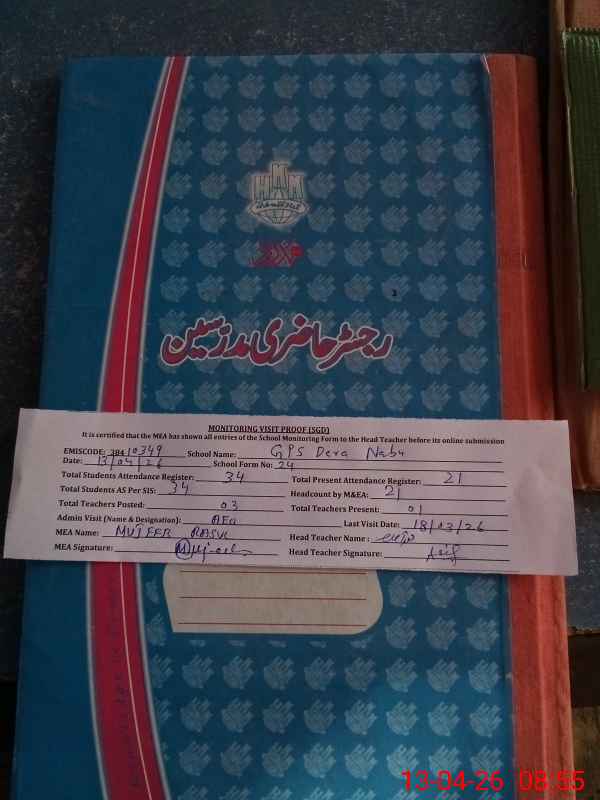 رجسٹر حاضری مدرسین
MONITORING VISIT PROOF (SGD)
It is certified that the MEA has shown all entries of the School Monitoring Form to the Head Teacher before its online submission
EMISCODE: 384 10349 School Name: GPS Dera Nabu
Date: 13/04/26 School Form No: 24
Total Students Attendance Register: 34 Total Present Attendance Register: 21
Total Students AS Per SIS: 34 Headcount by M&EA: 21
Total Teachers Posted: 03 Total Teachers Present: 01
Admin Visit (Name & Designation): AEO Last Visit Date: 18/03/26
MEA Name: MUJEEB RASUL Head Teacher Name:
MEA Signature: Head Teacher Signature: Asif
13-04-26 08:55